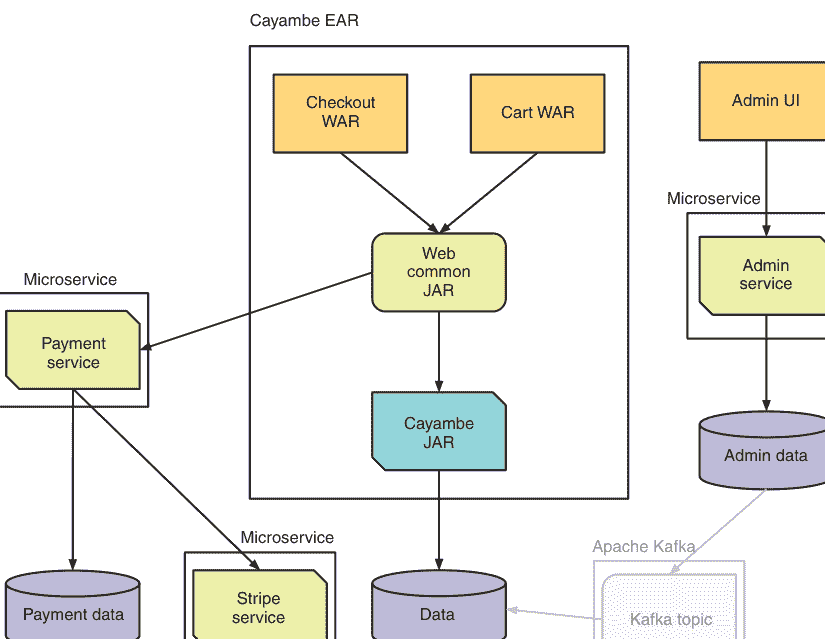 Cayambe EAR
Checkout
WAR
Cart WAR
Admin UI
Microservice
Web
common
JAR
Admin
service
Microservice
Payment
service
Cayambe
JAR
Admin data
Microservice
Apache Kafka
Stripe
service
Payment data
Data
Kafka topic